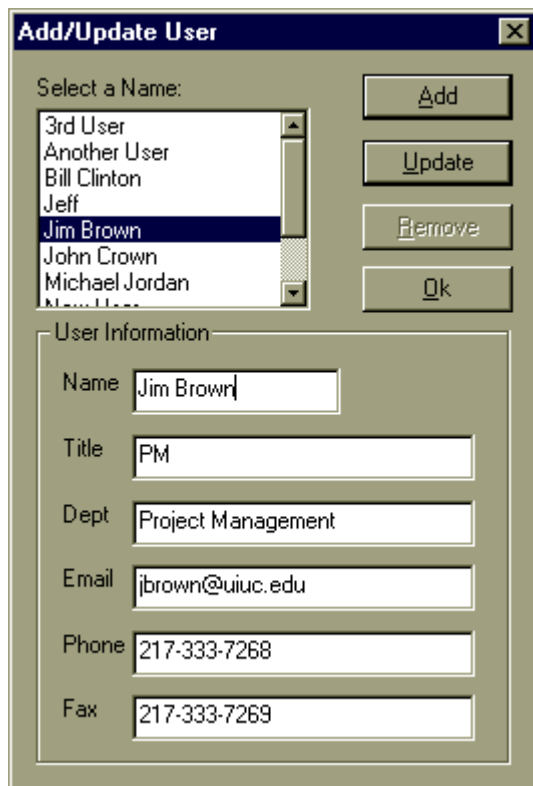 Add/Update User
Select a Name:
3rd User
Another User
Bill Clinton
Jeff
Jim Brown
John Crown
Michael Jordan
New User
Add
Update
Remove
Ok
User Information
Name Jim Brown
Title PM
Dept Project Management
Email jbrown@uiuc.edu
Phone 217-333-7268
Fax 217-333-7269